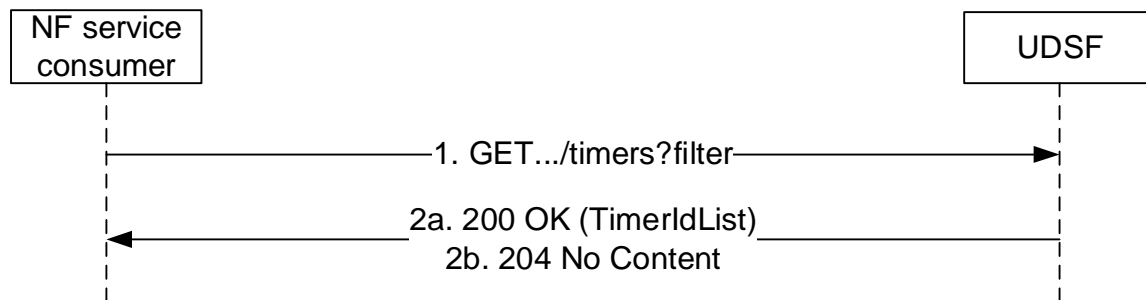 NF service
consumer
UDSF
1. GET.../timers?filter
2a. 200 OK (TimerIdList)
2b. 204 No Content